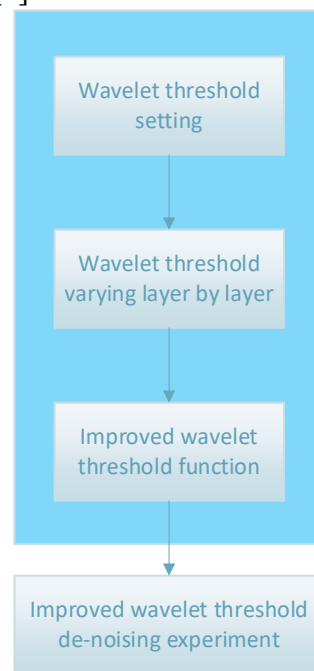 Wavelet threshold
setting
Wavelet threshold
varying layer by layer
Improved wavelet
threshold function
Improved wavelet threshold
de-noising experiment